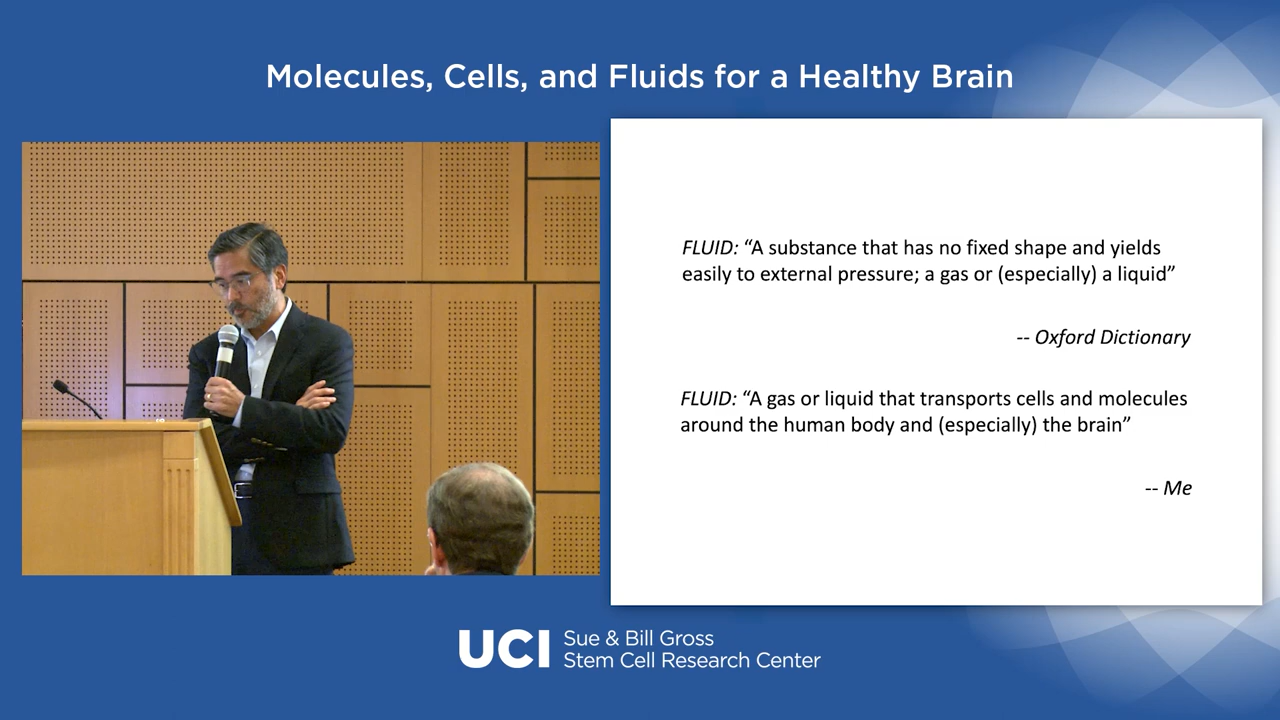 Molecules, Cells, and Fluids for a Healthy Brain
FLUID: “A substance that has no fixed shape and yields
easily to external pressure; a gas or (especially) a liquid”
-- Oxford Dictionary
FLUID: “A gas or liquid that transports cells and molecules
around the human body and (especially) the brain”
-- Me
UCI
Sue & Bill Gross
Stem Cell Research Center